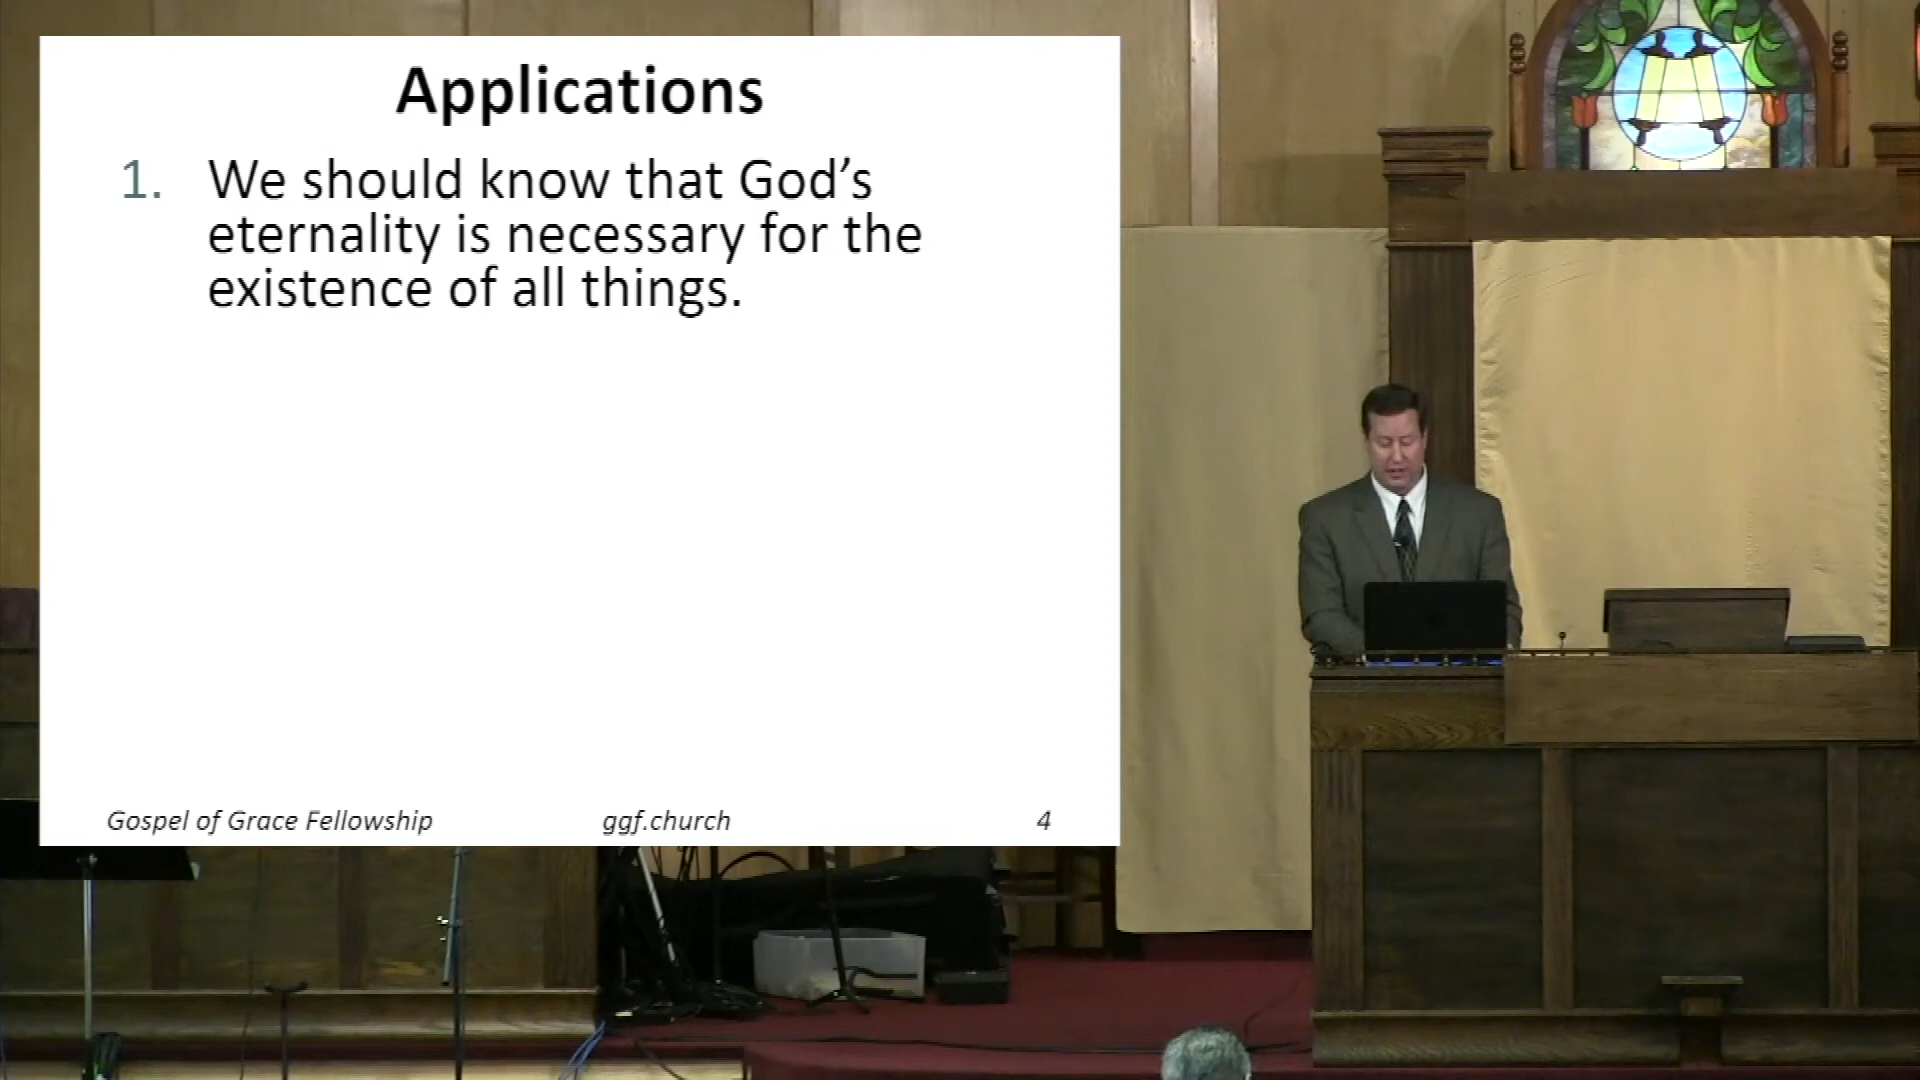 Applications
1. We should know that God’s
eternality is necessary for the
existence of all things.
Gospel of Grace Fellowship ggf.church 4